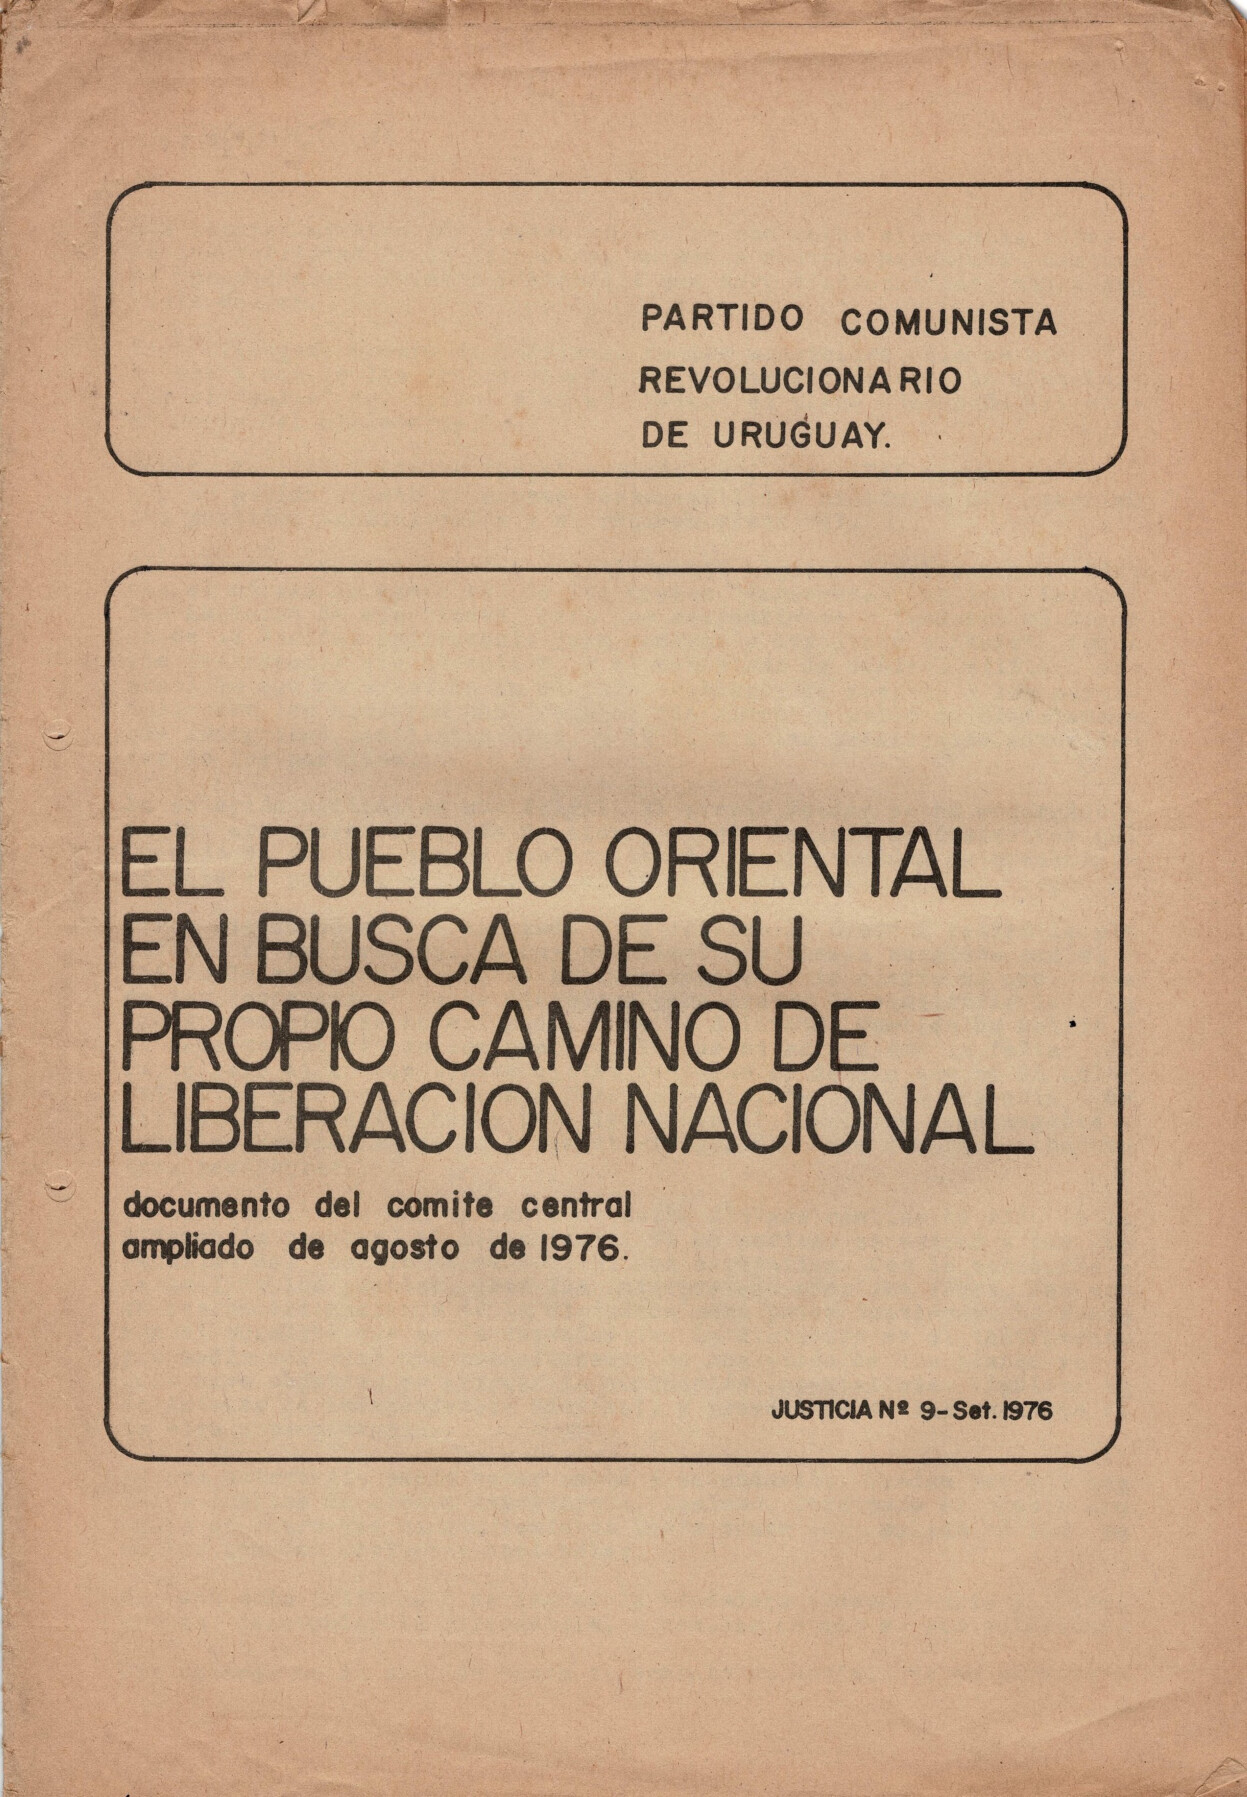 PARTIDO COMUNISTA
REVOLUCIONARIO
DE URUGUAY.
EL PUEBLO ORIENTAL
EN BUSCA DE SU
PROPIO CAMINO DE
LIBERACION NACIONAL
documento del comite central
ampliado de agosto de 1976.
JUSTICIA Nº 9-Set. 1976